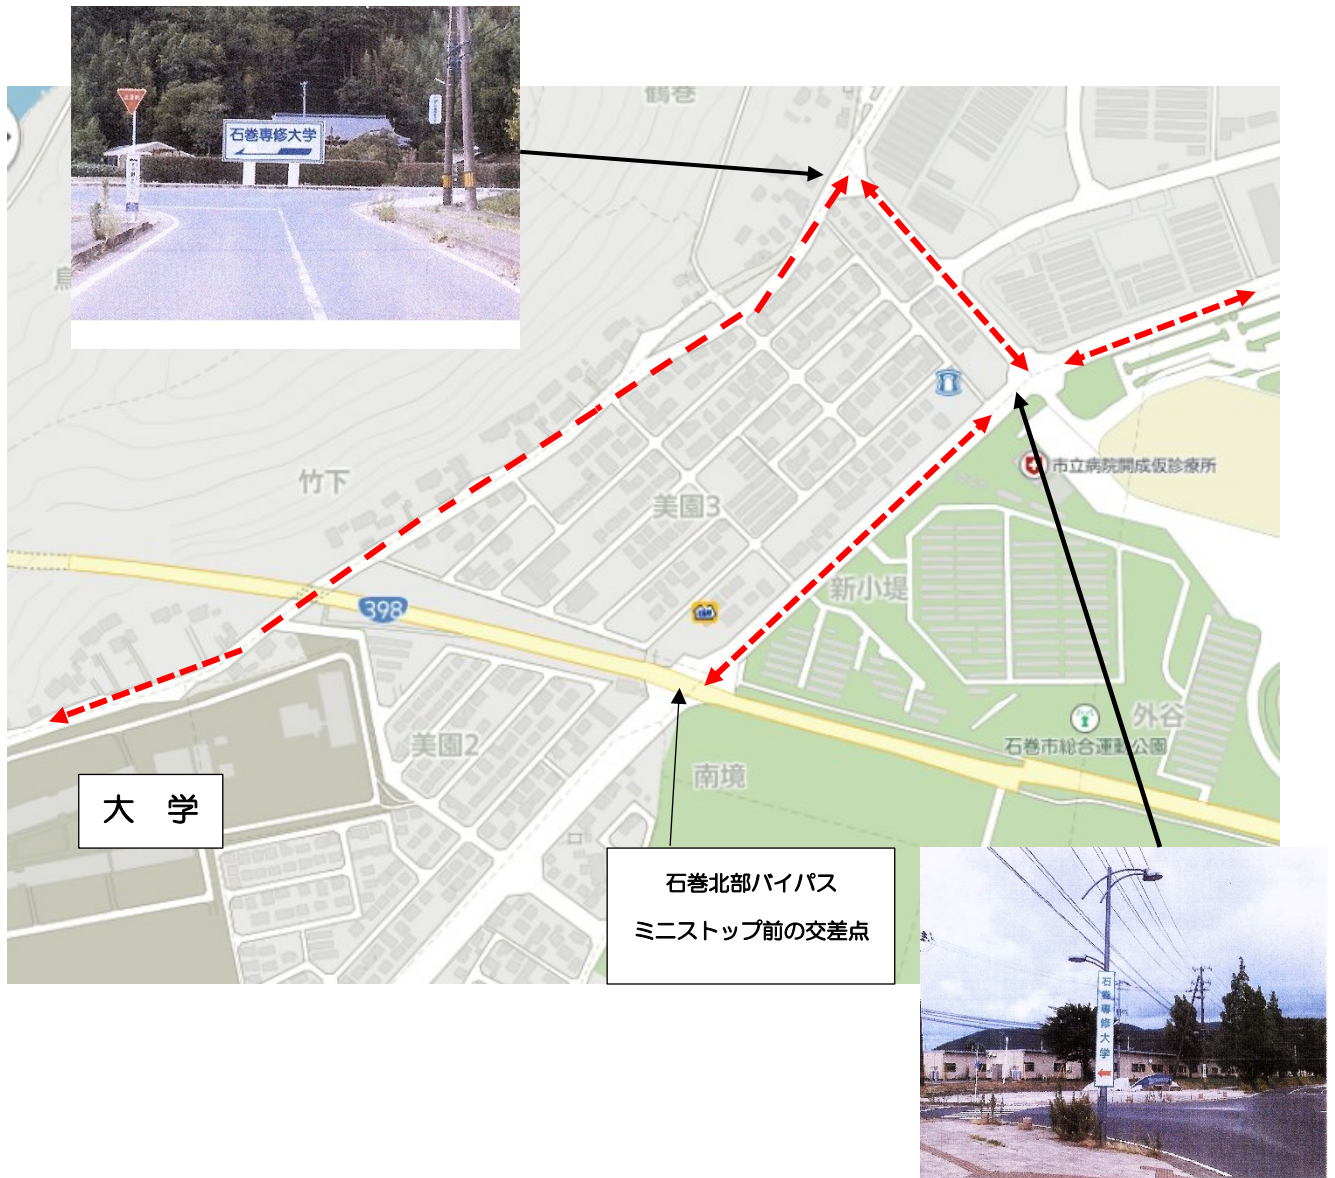 鶴巻
石巻専修大学
竹下
美園3
市立病院開成仮診療所
新小堤
398
外谷
石巻市総合運動公園
美園2
南境
大 学
石巻北部バイパス
ミニストップ前の交差点
石巻専修大学